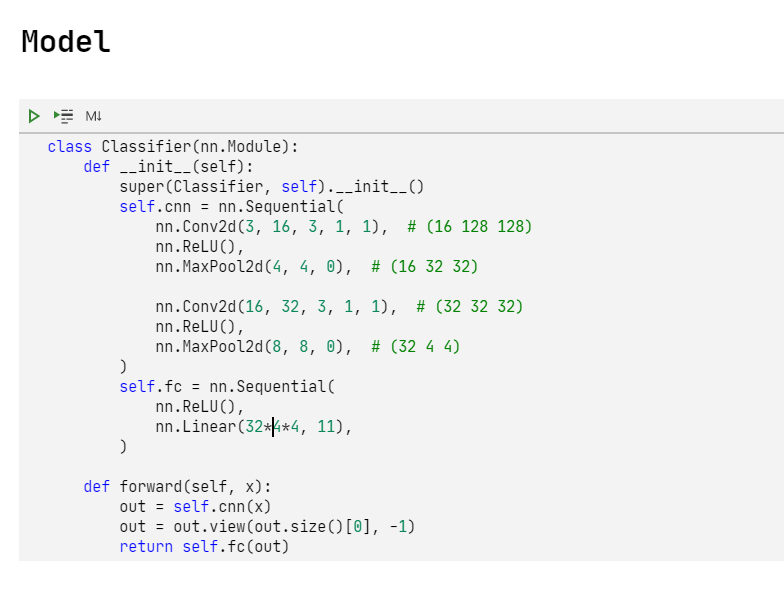 Model
M↓
class Classifier(nn.Module):
    def __init__(self):
        super(Classifier, self).__init__()
        self.cnn = nn.Sequential(
            nn.Conv2d(3, 16, 3, 1, 1),  # (16 128 128)
            nn.ReLU(),
            nn.MaxPool2d(4, 4, 0),  # (16 32 32)

            nn.Conv2d(16, 32, 3, 1, 1),  # (32 32 32)
            nn.ReLU(),
            nn.MaxPool2d(8, 8, 0),  # (32 4 4)
        )
        self.fc = nn.Sequential(
            nn.ReLU(),
            nn.Linear(32*4*4, 11),
        )

    def forward(self, x):
        out = self.cnn(x)
        out = out.view(out.size()[0], -1)
        return self.fc(out)